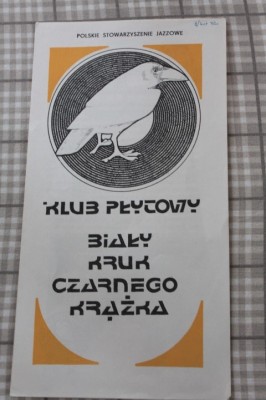 POLSKIE STOWARZYSZENIE JAZZOWE
KLUB PŁYTOWY
BIAŁY
KRUK
CZARNEGO
KRĄŻKA